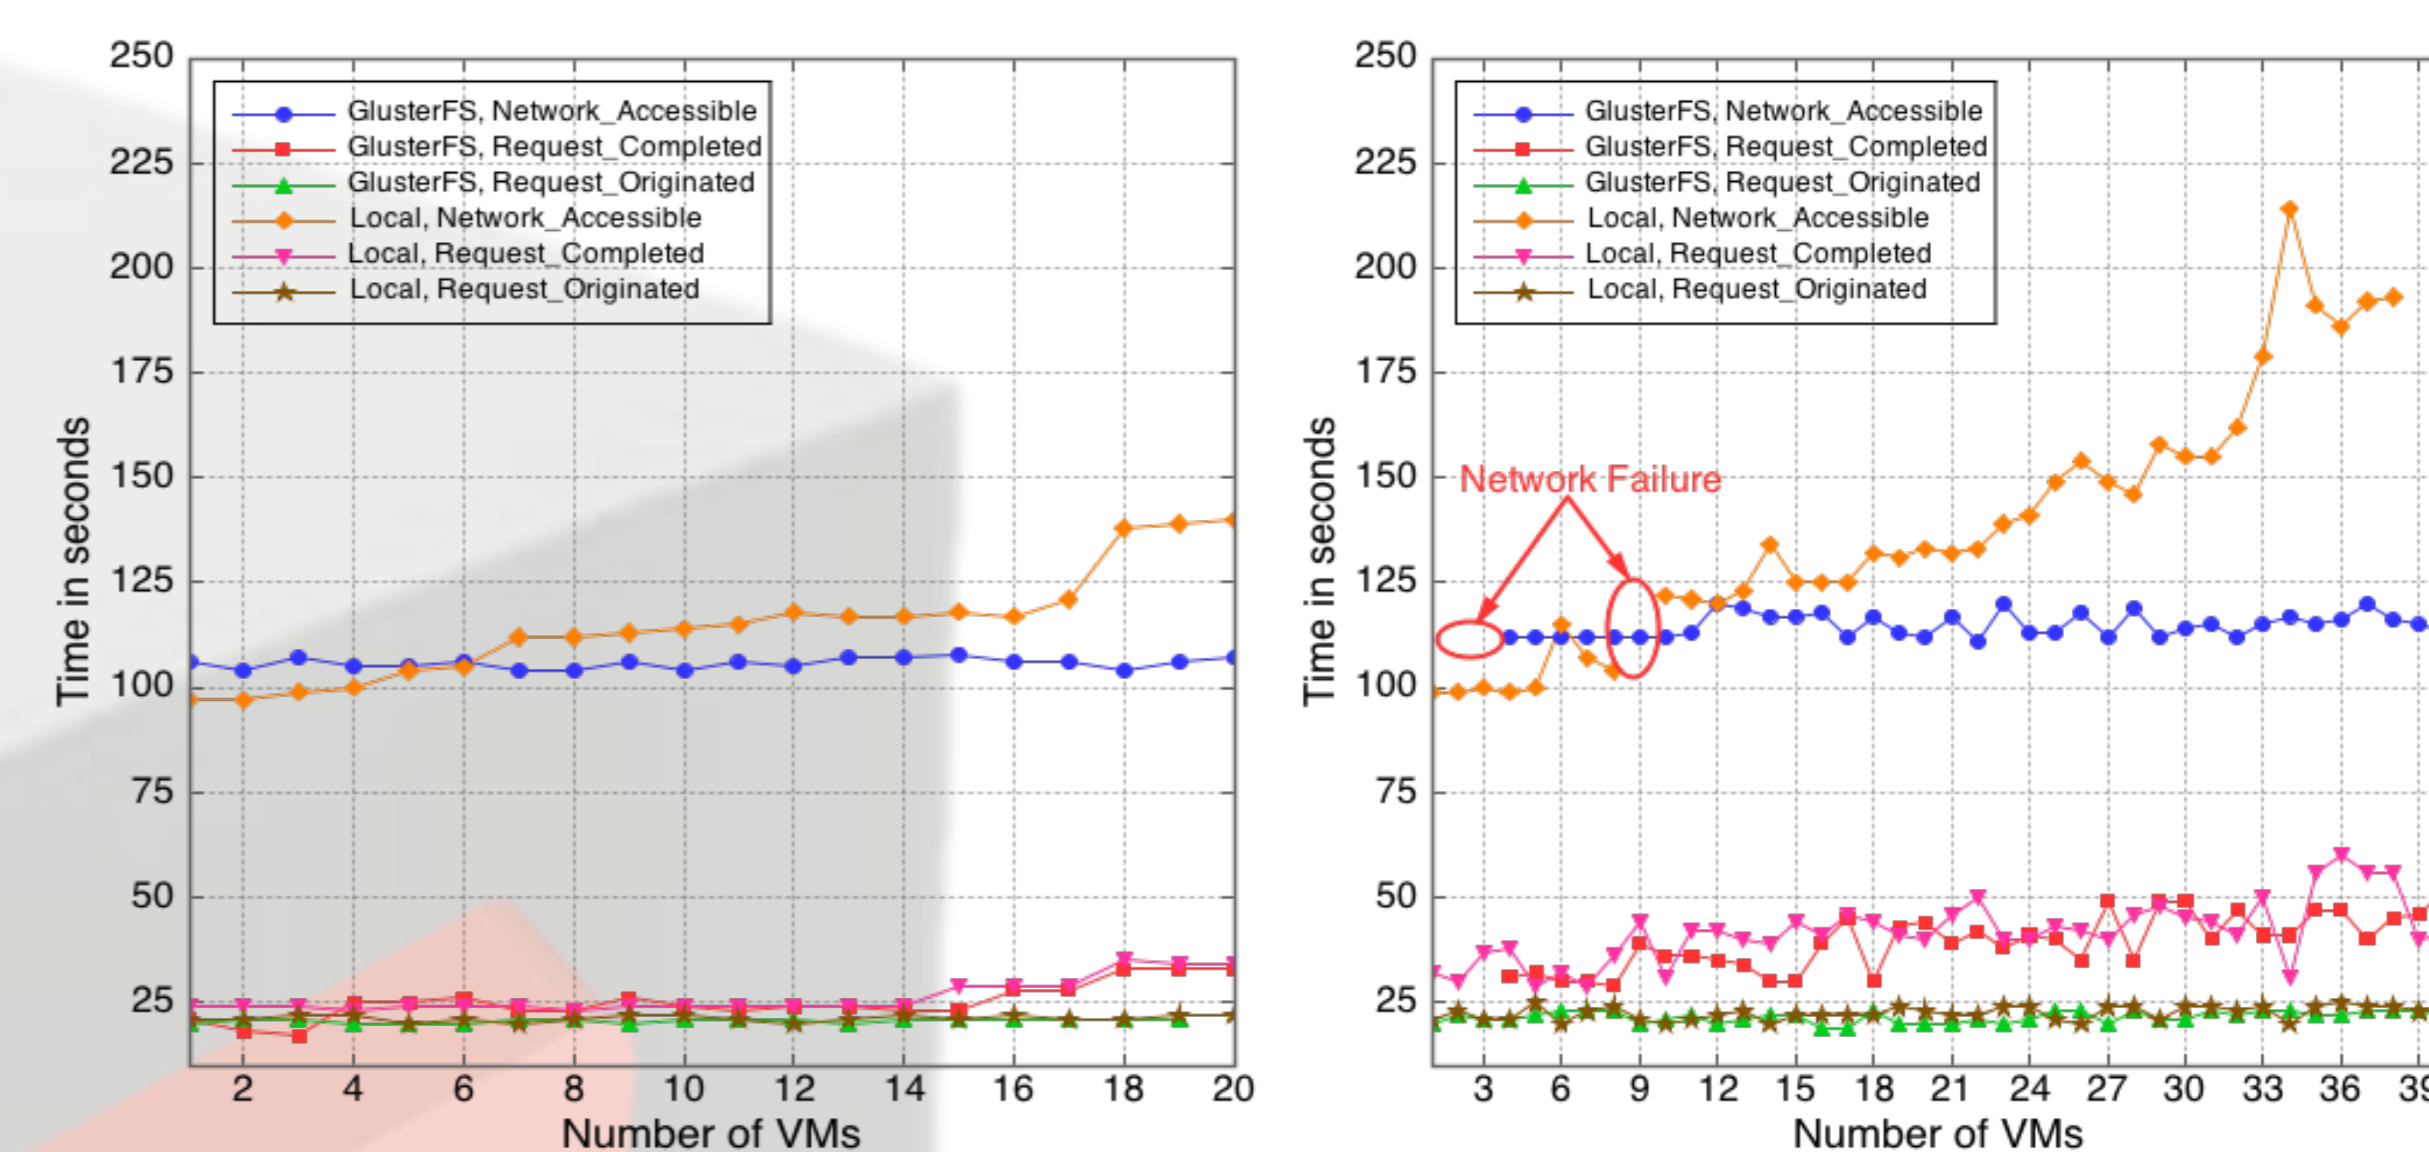 250
225
200
175
150
125
100
75
50
25
Time in seconds
GlusterFS, Network_Accessible
GlusterFS, Request_Completed
GlusterFS, Request_Originated
Local, Network_Accessible
Local, Request_Completed
Local, Request_Originated
2 4 6 8 10 12 14 16 18 20
Number of VMs
250
225
200
175
150
125
100
75
50
25
Time in seconds
GlusterFS, Network_Accessible
GlusterFS, Request_Completed
GlusterFS, Request_Originated
Local, Network_Accessible
Local, Request_Completed
Local, Request_Originated
Network Failure
3 6 9 12 15 18 21 24 27 30 33 36 39
Number of VMs